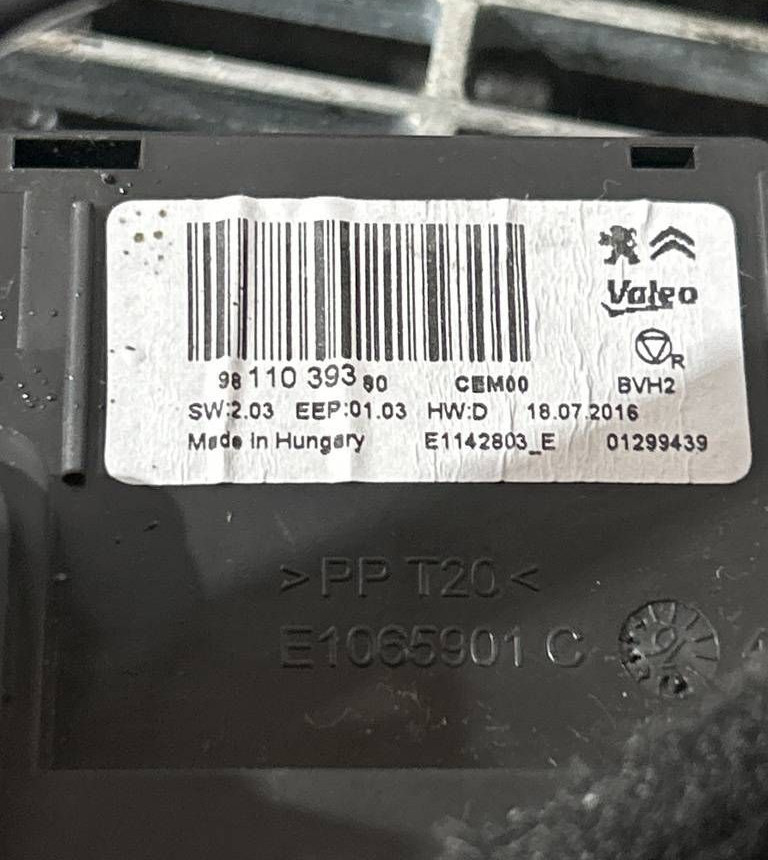 Valeo
R
98 110 393 80 CEM00 BVH2
SW:2.03 EEP:01.03 HW:D 18.07.2016
Made in Hungary E1142803_E 01299439
>PP T20<
E1065901 C